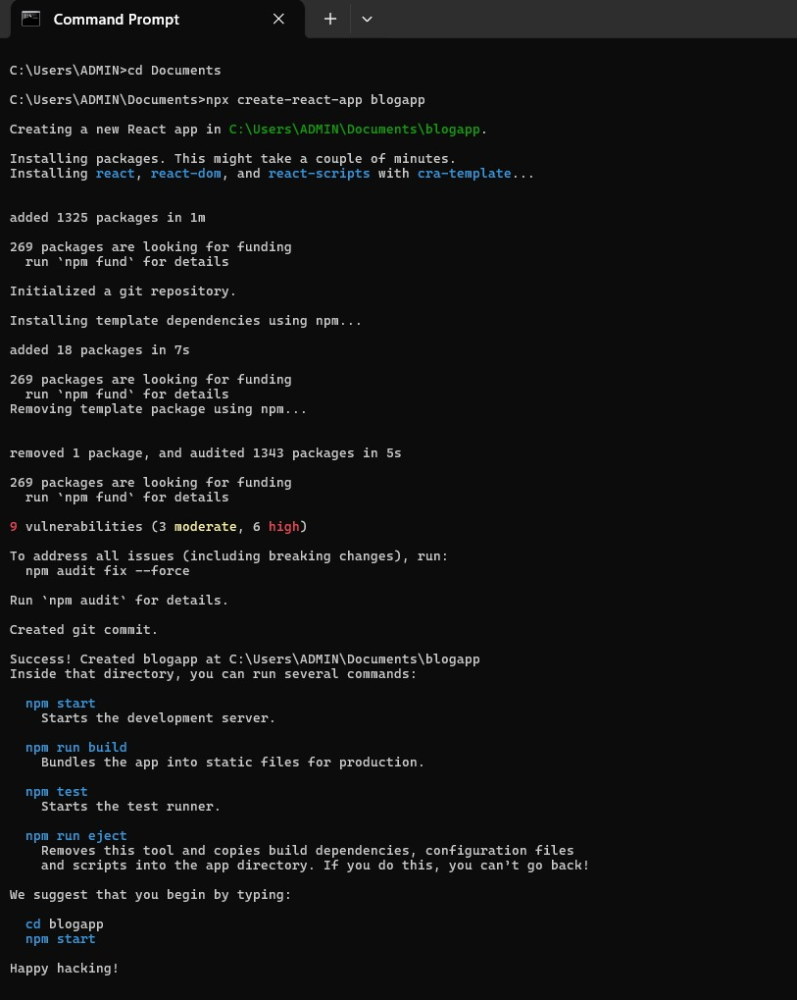 Command Prompt
C:\Users\ADMIN>cd Documents
C:\Users\ADMIN\Documents>npx create-react-app blogapp
Creating a new React app in C:\Users\ADMIN\Documents\blogapp.
Installing packages. This might take a couple of minutes.
Installing react, react-dom, and react-scripts with cra-template...
added 1325 packages in 1m
269 packages are looking for funding
  run `npm fund` for details
Initialized a git repository.
Installing template dependencies using npm...
added 18 packages in 7s
269 packages are looking for funding
  run `npm fund` for details
Removing template package using npm...
removed 1 package, and audited 1343 packages in 5s
269 packages are looking for funding
  run `npm fund` for details
9 vulnerabilities (3 moderate, 6 high)
To address all issues (including breaking changes), run:
  npm audit fix --force
Run `npm audit` for details.
Created git commit.
Success! Created blogapp at C:\Users\ADMIN\Documents\blogapp
Inside that directory, you can run several commands:
  npm start
    Starts the development server.
  npm run build
    Bundles the app into static files for production.
  npm test
    Starts the test runner.
  npm run eject
    Removes this tool and copies build dependencies, configuration files
    and scripts into the app directory. If you do this, you can't go back!
We suggest that you begin by typing:
  cd blogapp
  npm start
Happy hacking!